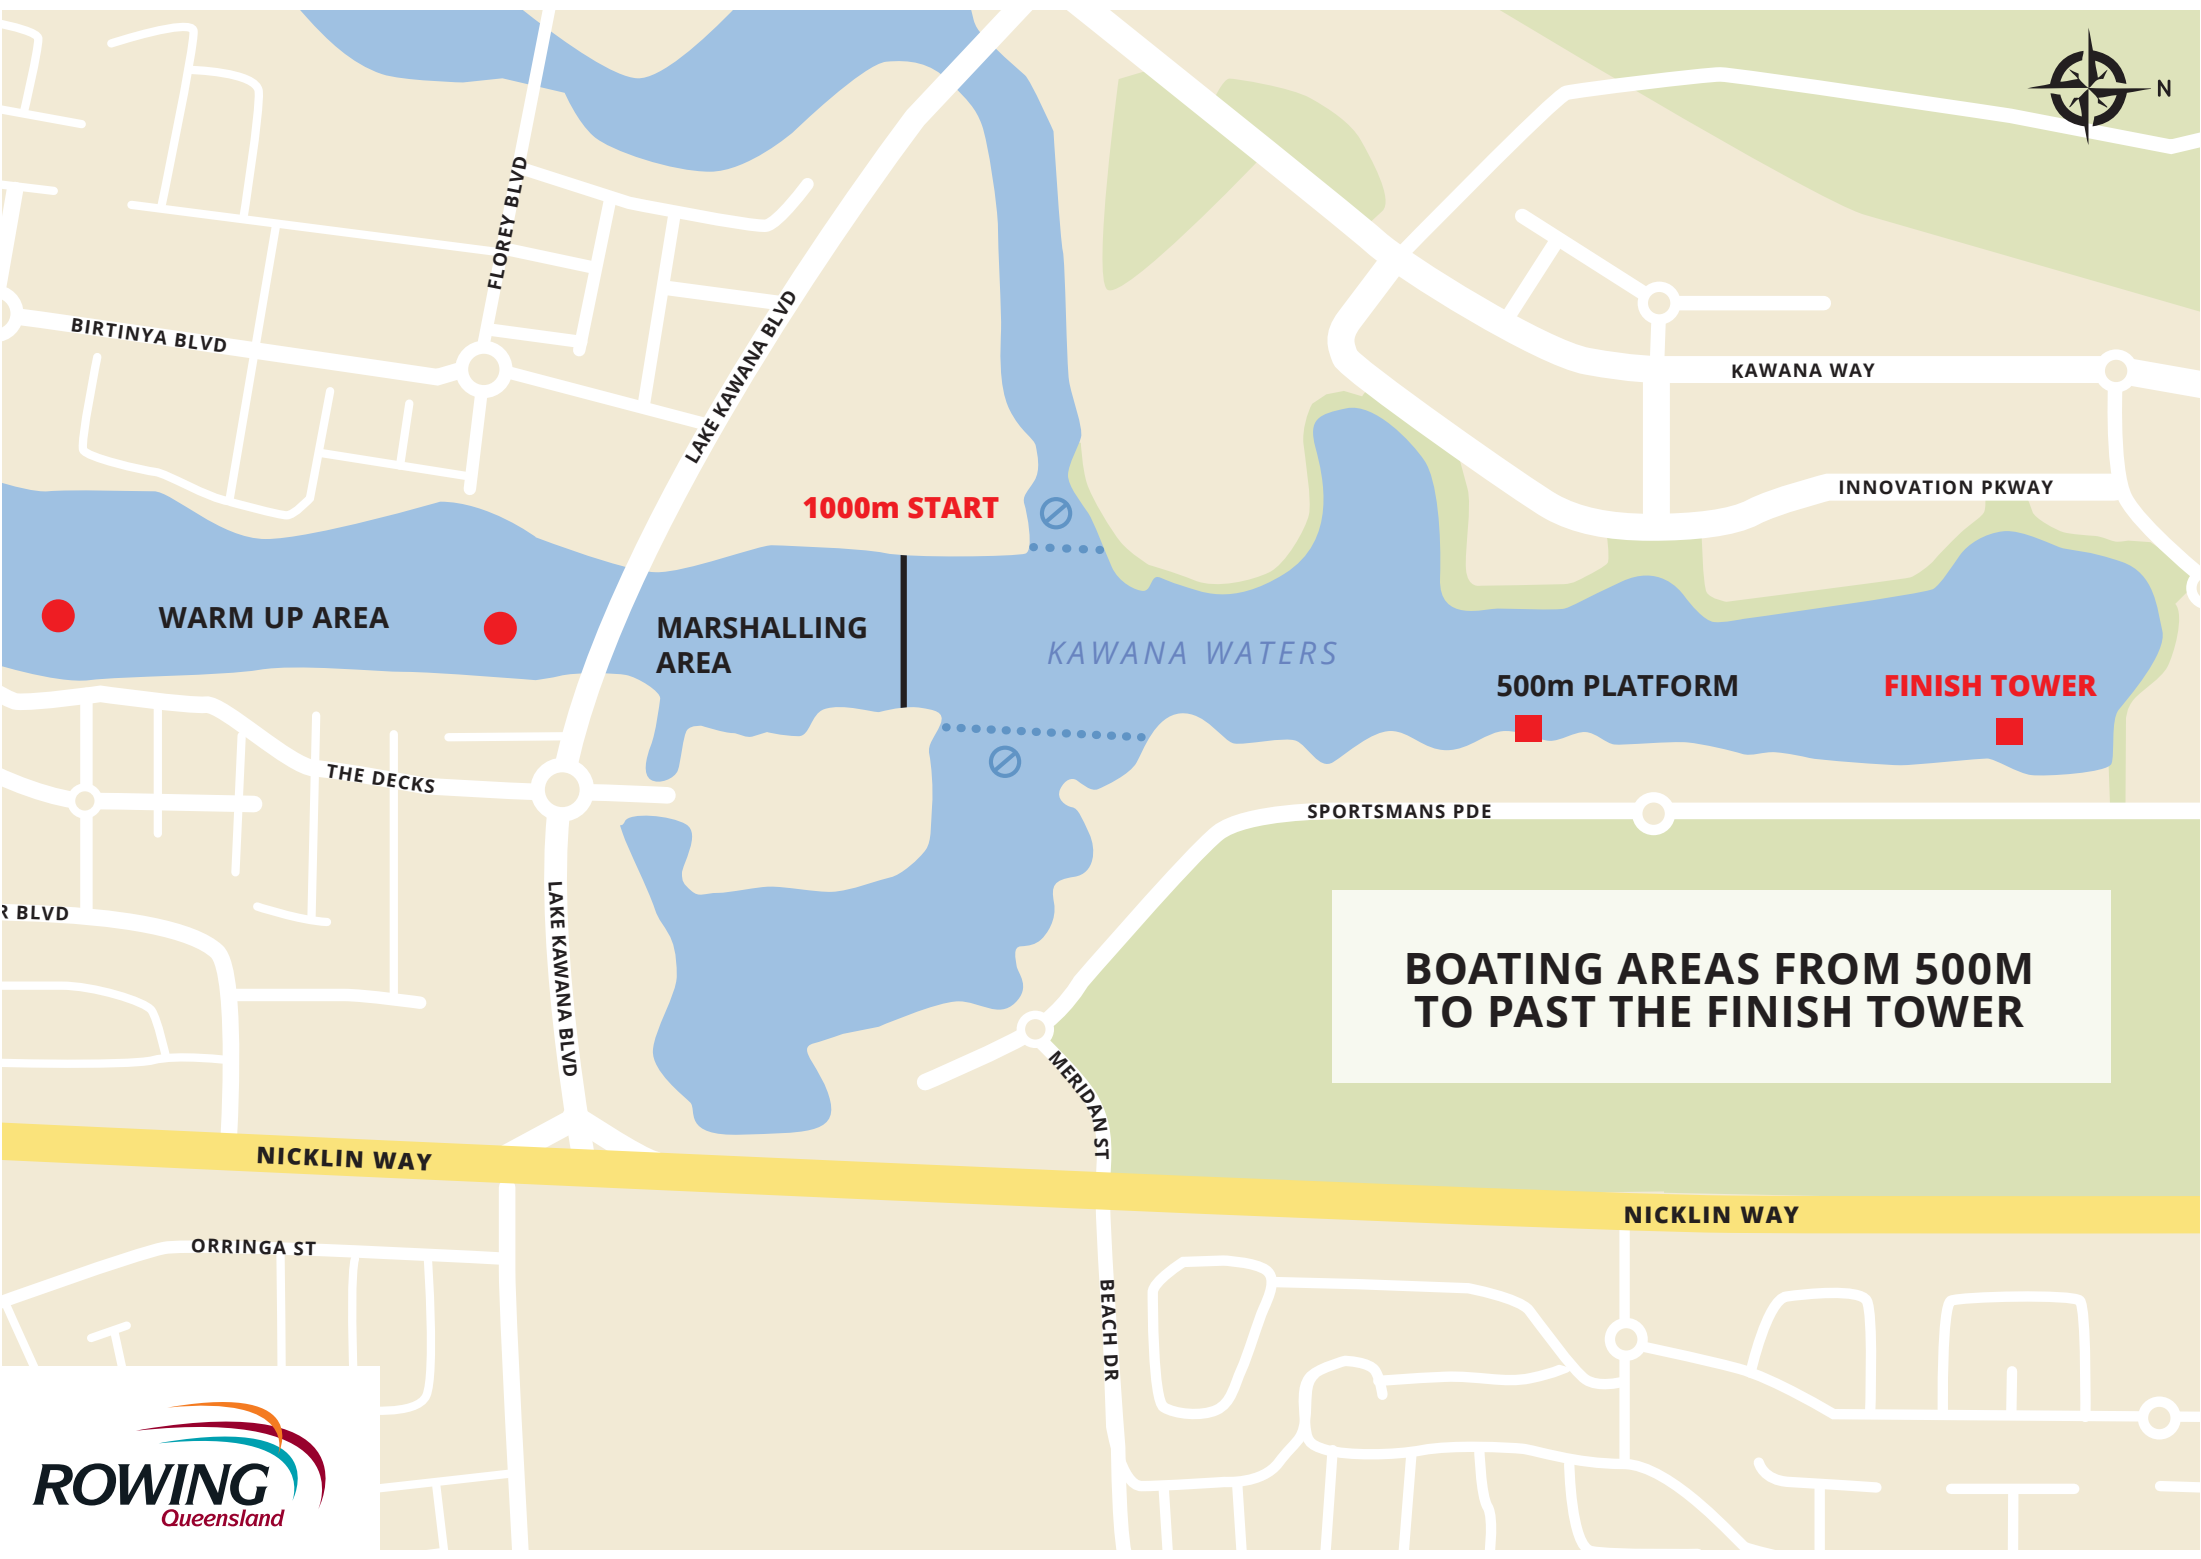 N
FLOREY BLVD
BIRTINYA BLVD
LAKE KAWANA BLVD
KAWANA WAY
INNOVATION PKWAY
1000m START
WARM UP AREA
MARSHALLING
AREA
KAWANA WATERS
500m PLATFORM
FINISH TOWER
THE DECKS
SPORTSMANS PDE
R BLVD
LAKE KAWANA BLVD
BOATING AREAS FROM 500M
TO PAST THE FINISH TOWER
MERIDAN ST
NICKLIN WAY
NICKLIN WAY
ORRINGA ST
BEACH DR
ROWING
Queensland